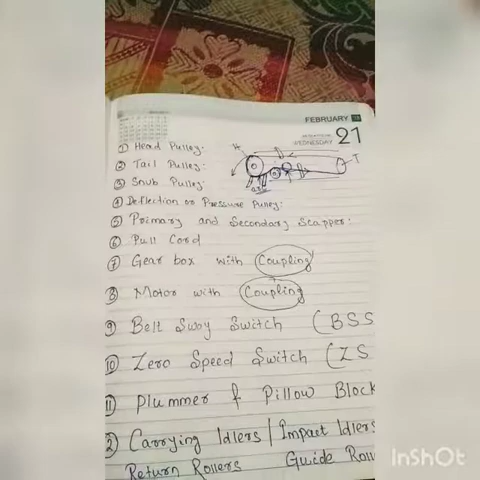 FEBRUARY
WEDNESDAY 21
① Head Pulley:
② Tail Pulley:
③ Snub Pulley:
④ Deflection or Pressure Pulley:
⑤ Primary and Secondary Scapper:
⑥ Pull Cord
⑦ Gear box with Coupling
⑧ Motor with Coupling
⑨ Belt Sway Switch (BSS
⑩ Zero Speed Switch (ZS
⑪ Plummer & Pillow Block
2 Carrying Idlers / Impact Idlers
Return Rollers Guide Roll
H
T
InShOt